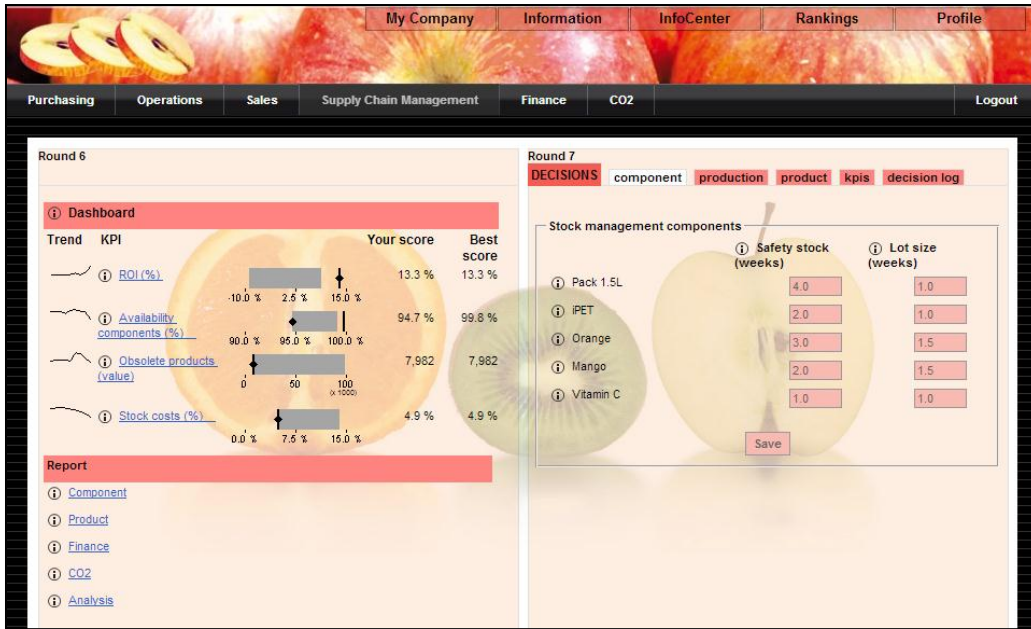 My Company Information InfoCenter Rankings Profile
Purchasing Operations Sales Supply Chain Management Finance CO2 Logout
Round 6
Dashboard
Trend KPI Your score Best score
ROI (%) 13.3 % 13.3 %
-10.0 % 2.5 % 15.0 %
Availability components (%) 94.7 % 99.8 %
90.0 % 95.0 % 100.0 %
Obsolete products (value) 7,982 7,982
0 50 100
(x 1000)
Stock costs (%) 4.9 % 4.9 %
0.0 % 7.5 % 15.0 %
Report
Component
Product
Finance
CO2
Analysis
Round 7
DECISIONS component production product kpis decision log
Stock management components
Safety stock (weeks) Lot size (weeks)
Pack 1.5L 4.0 1.0
iPET 2.0 1.0
Orange 3.0 1.5
Mango 2.0 1.5
Vitamin C 1.0 1.0
Save